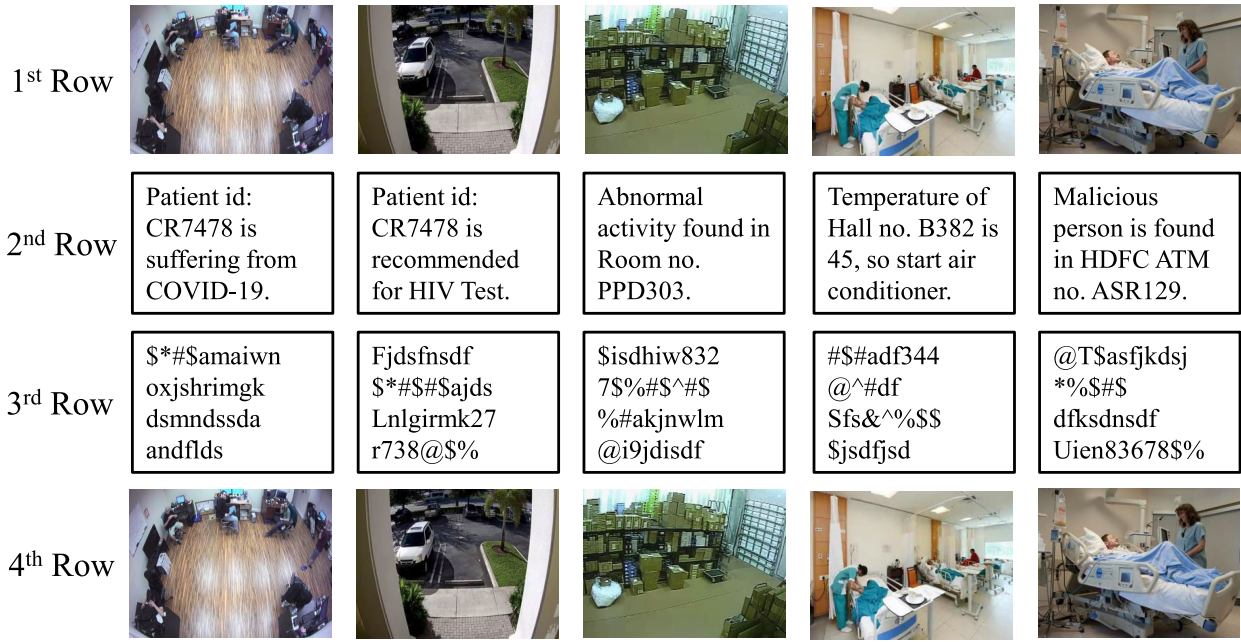 1st Row
2nd Row
Patient id:
CR7478 is
suffering from
COVID-19.
Patient id:
CR7478 is
recommended
for HIV Test.
Abnormal
activity found in
Room no.
PPD303.
Temperature of
Hall no. B382 is
45, so start air
conditioner.
Malicious
person is found
in HDFC ATM
no. ASR129.
3rd Row
$*#$amaiwn
oxjshrimgk
dsmndssda
andflds
Fjdsfnsdf
$*#$#$ajds
Lnlgirmk27
r738@$%
$isdhiw832
7$%#$^#$
%#akjnwlm
@i9jdisdf
#$#adf344
@^#df
Sfs&^%$$
$jsdfjsd
@T$asfjkdsj
*%$#$
dfksdnsdf
Uien83678$%
4th Row